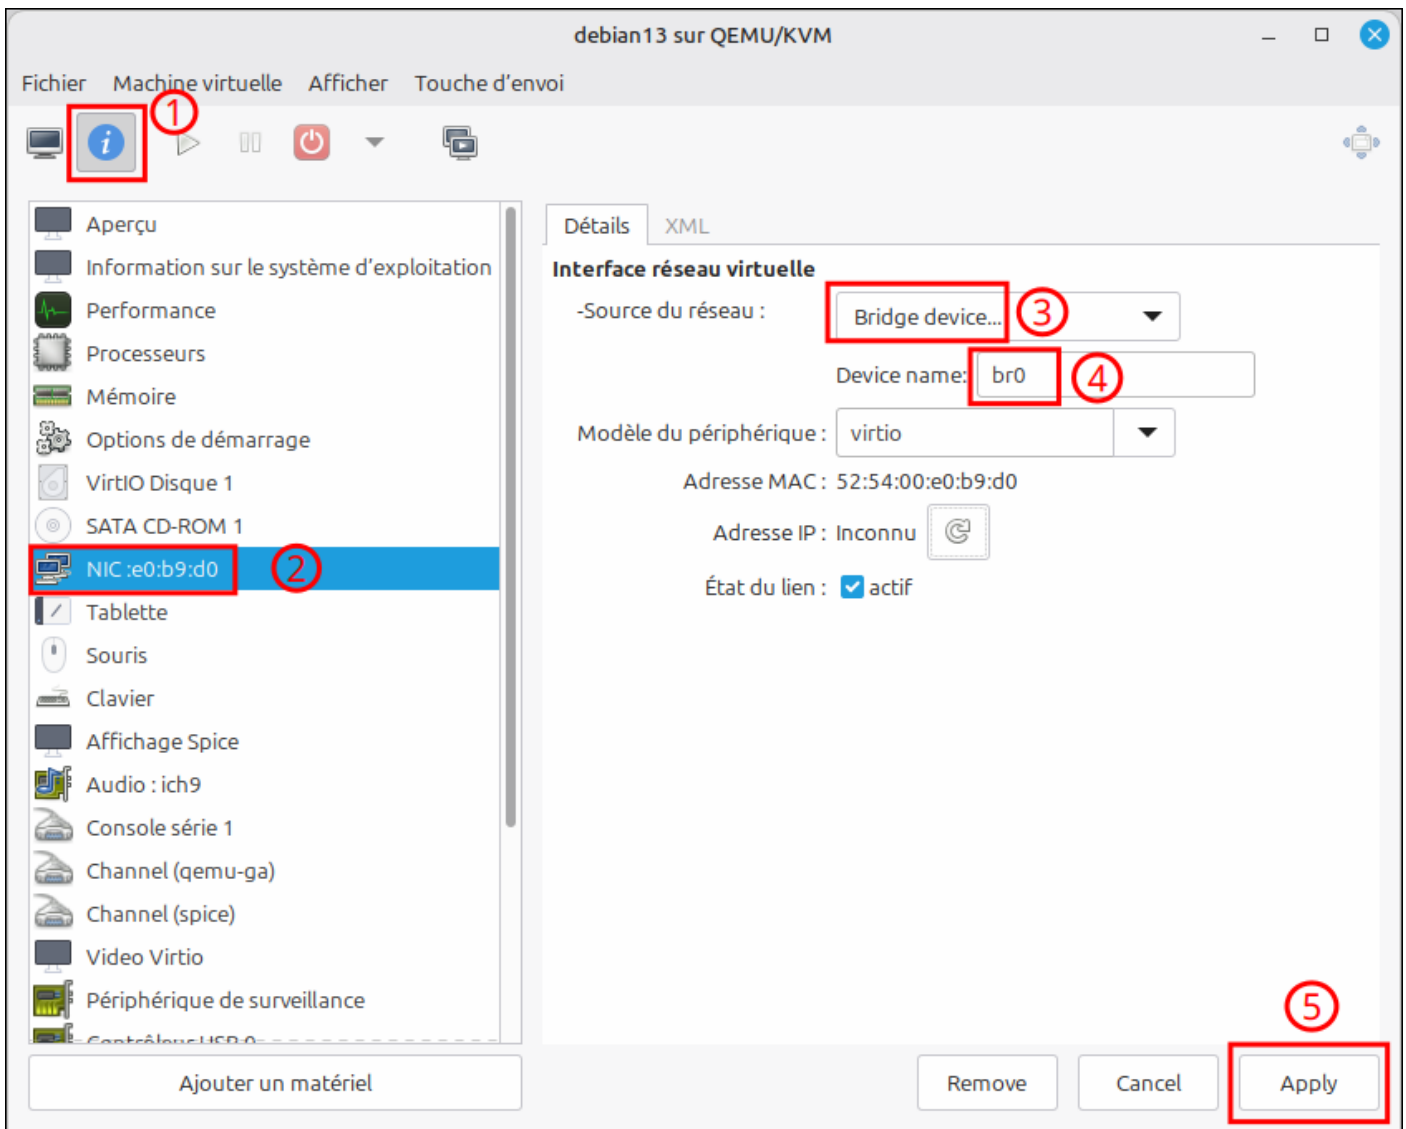 debian13 sur QEMU/KVM
Fichier Machine virtuelle Afficher Touche d'envoi
1
Aperçu
Information sur le système d'exploitation
Performance
Processeurs
Mémoire
Options de démarrage
VirtIO Disque 1
SATA CD-ROM 1
NIC :e0:b9:d0 2
Tablette
Souris
Clavier
Affichage Spice
Audio : ich9
Console série 1
Channel (qemu-ga)
Channel (spice)
Video Virtio
Périphérique de surveillance
Contrôleur USB 0
Ajouter un matériel
Détails XML
Interface réseau virtuelle
-Source du réseau : Bridge device... 3
Device name: br0 4
Modèle du périphérique : virtio
Adresse MAC : 52:54:00:e0:b9:d0
Adresse IP : Inconnu
État du lien : actif
5
Remove Cancel Apply